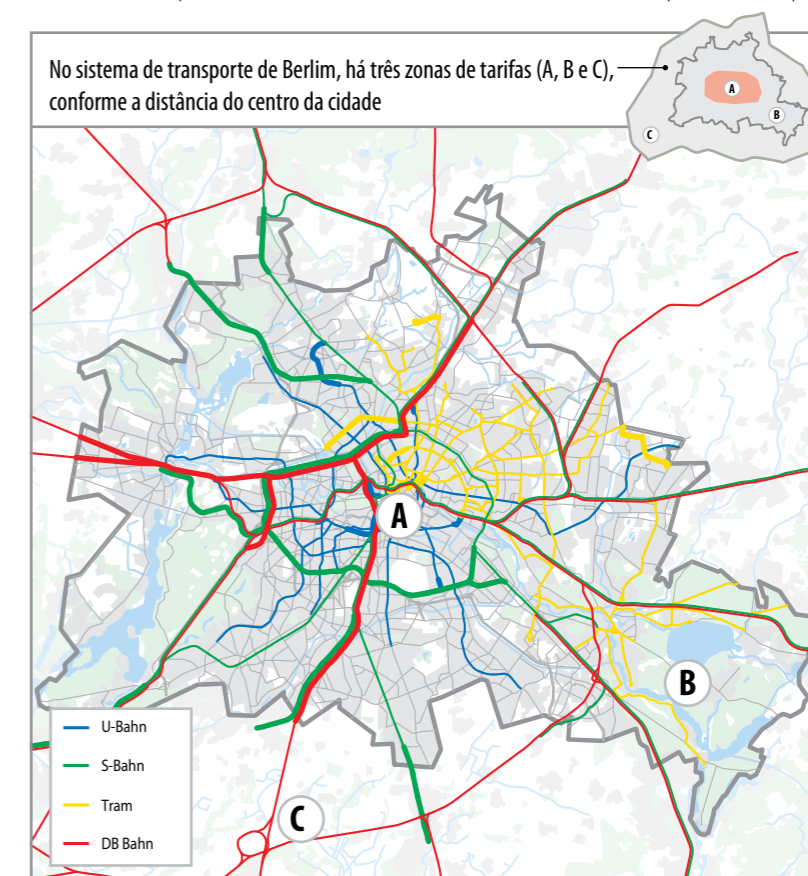 No sistema de transporte de Berlim, há três zonas de tarifas (A, B e C),
conforme a distância do centro da cidade
A
B
C
A
B
C
U-Bahn
S-Bahn
Tram
DB Bahn